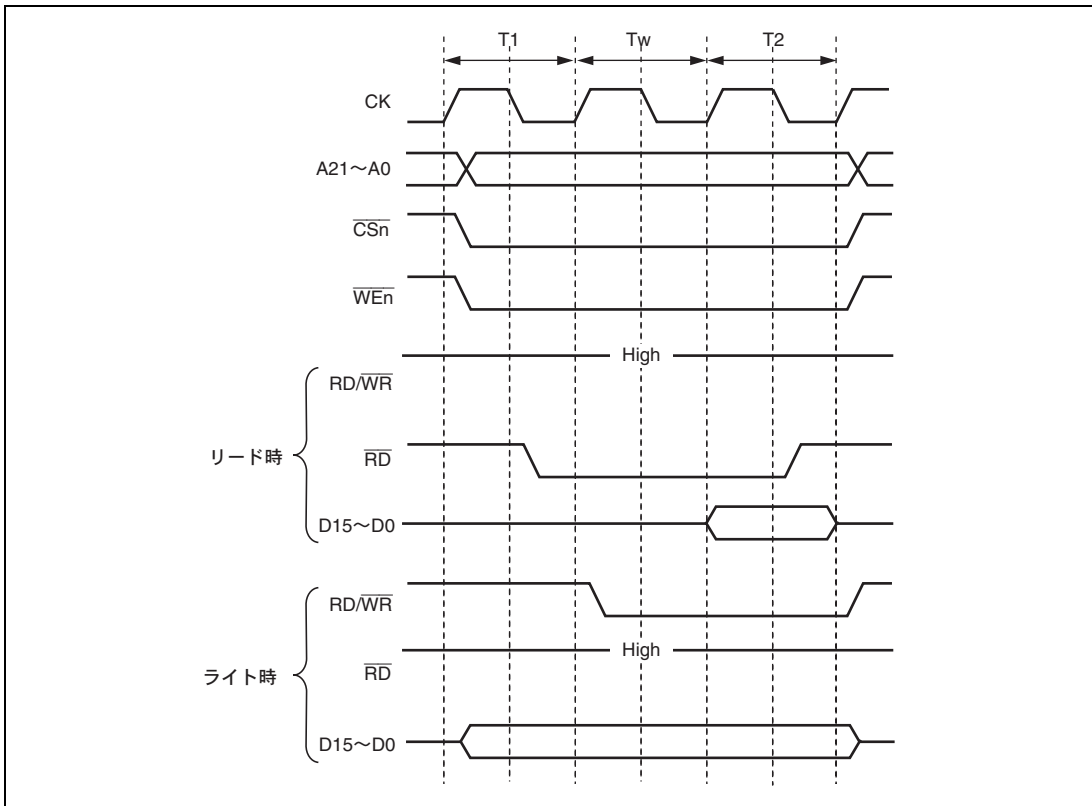 T1 Tw T2
CK
A21～A0
CSn
WEn
High
RD/WR
リード時
RD
D15～D0
RD/WR
High
ライト時
RD
D15～D0